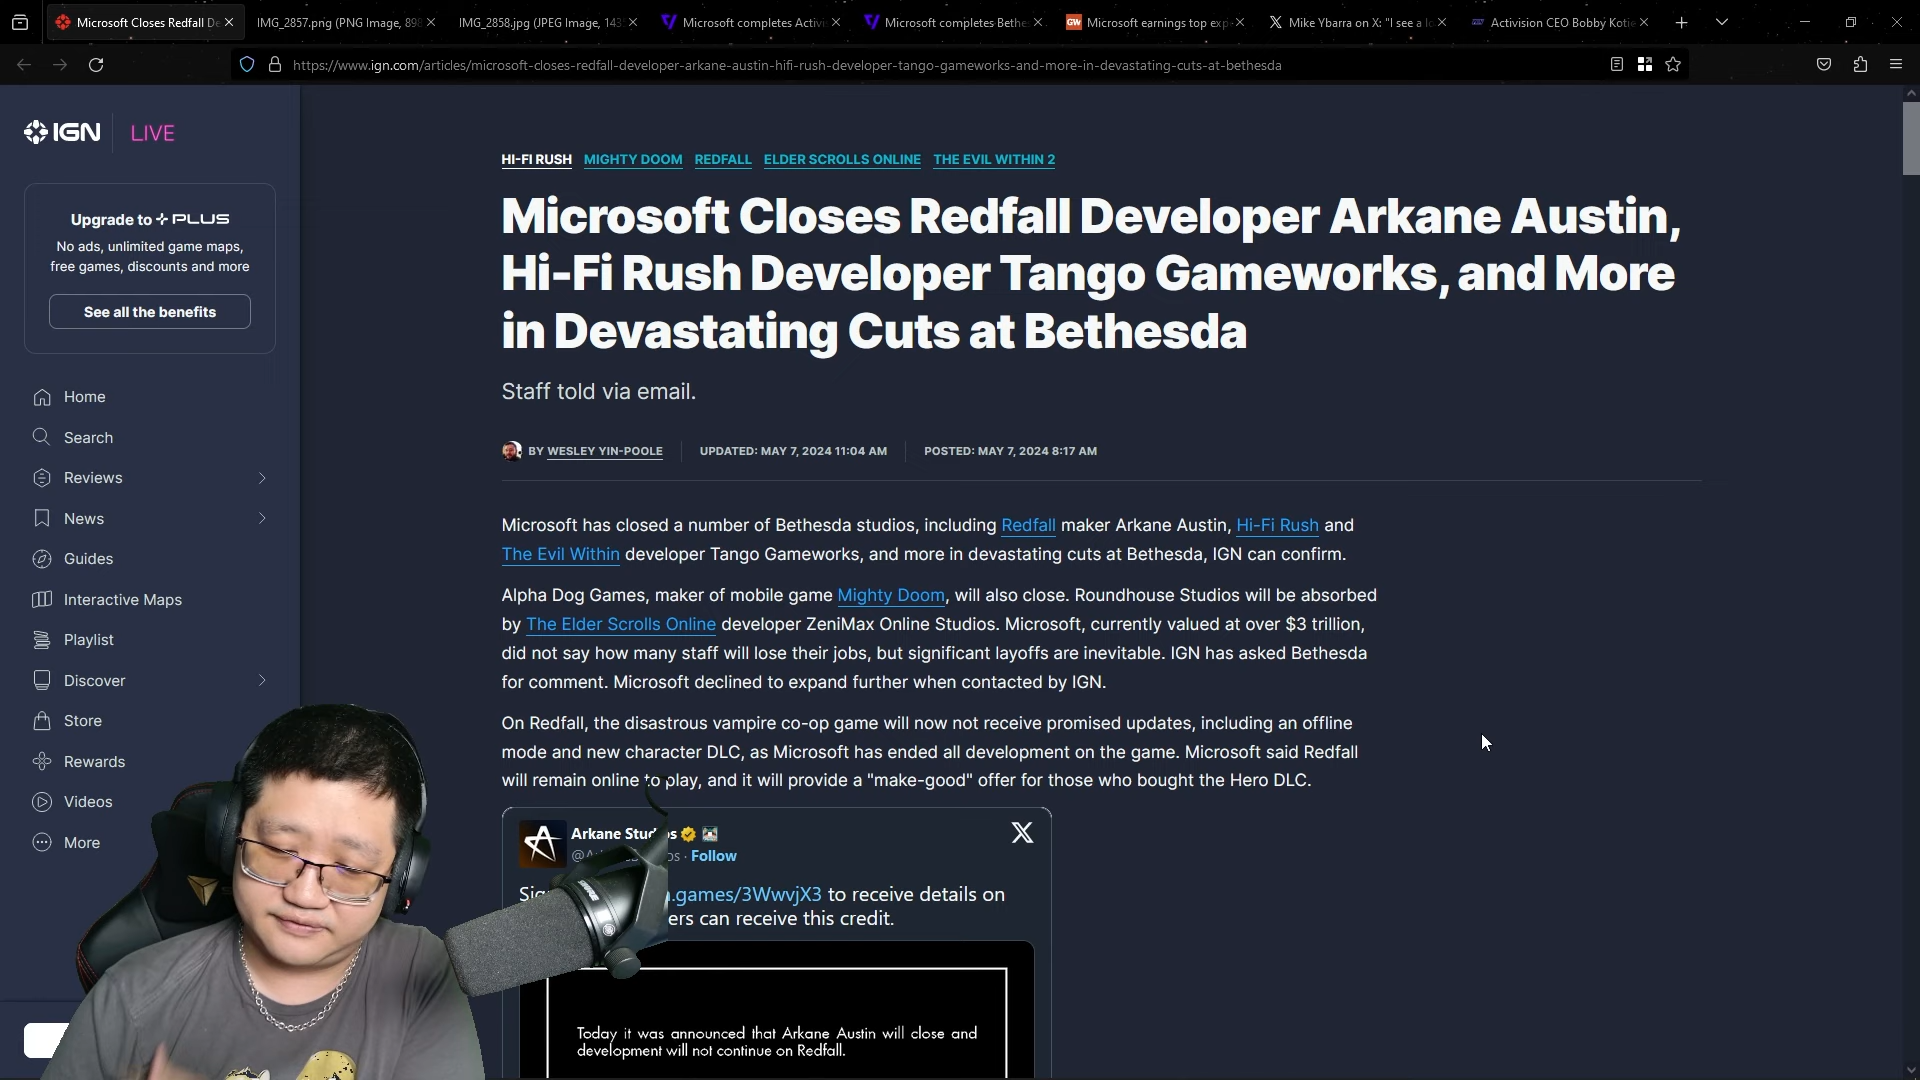 Microsoft Closes Redfall De
IMG_2857.png (PNG Image, 898
IMG_2858.jpg (JPEG Image, 143
Microsoft completes Activi
Microsoft completes Bethe
GW Microsoft earnings top exp
Mike Ybarra on X: "I see a lo
Activision CEO Bobby Kotic
https://www.ign.com/articles/microsoft-closes-redfall-developer-arkane-austin-hifi-rush-developer-tango-gameworks-and-more-in-devastating-cuts-at-bethesda
IGN LIVE
Upgrade to PLUS
No ads, unlimited game maps,
free games, discounts and more
See all the benefits
Home
Search
Reviews
News
Guides
Interactive Maps
Playlist
Discover
Store
Rewards
Videos
More
HI-FI RUSH MIGHTY DOOM REDFALL ELDER SCROLLS ONLINE THE EVIL WITHIN 2
Microsoft Closes Redfall Developer Arkane Austin,
Hi-Fi Rush Developer Tango Gameworks, and More
in Devastating Cuts at Bethesda
Staff told via email.
BY WESLEY YIN-POOLE UPDATED: MAY 7, 2024 11:04 AM POSTED: MAY 7, 2024 8:17 AM
Microsoft has closed a number of Bethesda studios, including Redfall maker Arkane Austin, Hi-Fi Rush and
The Evil Within developer Tango Gameworks, and more in devastating cuts at Bethesda, IGN can confirm.
Alpha Dog Games, maker of mobile game Mighty Doom, will also close. Roundhouse Studios will be absorbed
by The Elder Scrolls Online developer ZeniMax Online Studios. Microsoft, currently valued at over $3 trillion,
did not say how many staff will lose their jobs, but significant layoffs are inevitable. IGN has asked Bethesda
for comment. Microsoft declined to expand further when contacted by IGN.
On Redfall, the disastrous vampire co-op game will now not receive promised updates, including an offline
mode and new character DLC, as Microsoft has ended all development on the game. Microsoft said Redfall
will remain online to play, and it will provide a "make-good" offer for those who bought the Hero DLC.
Arkane Studios
Follow
.games/3WwvjX3 to receive details on
can receive this credit.
SHURE
Today it was announced that Arkane Austin will close and
development will not continue on Redfall.